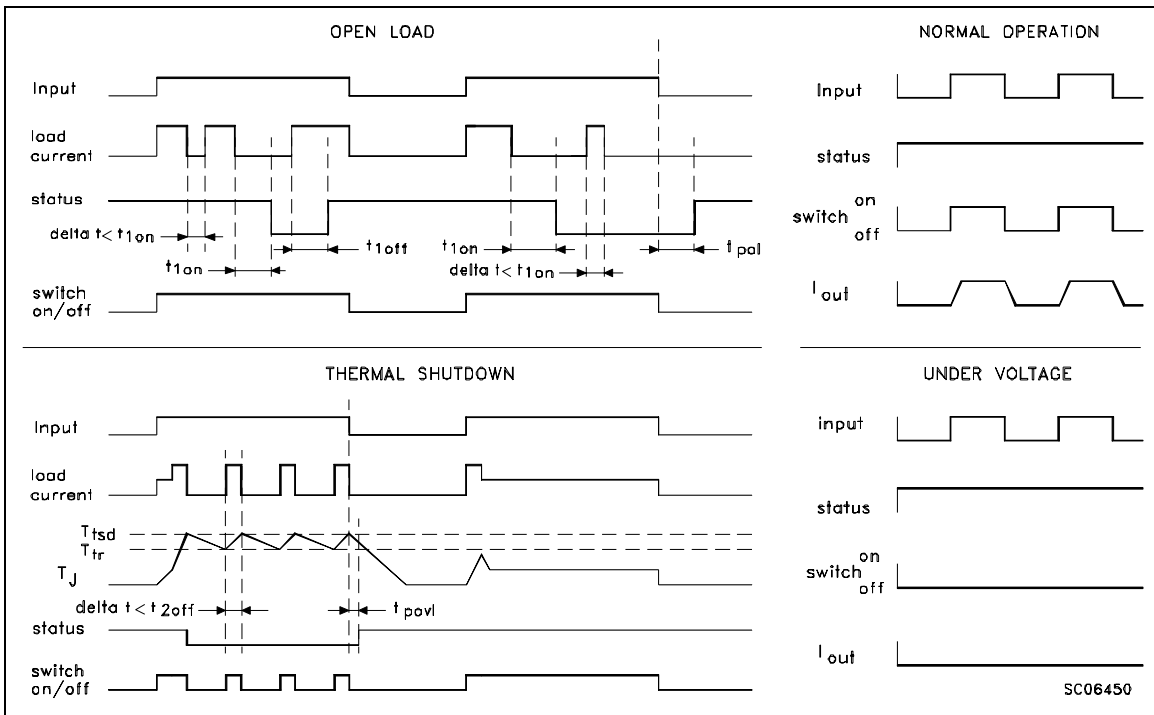 OPEN LOAD
Input
load
current
status
delta t< t1on
t1on
t1off
t1on
delta t< t1on
tpol
switch
on/off
NORMAL OPERATION
Input
status
switch on
off
Iout
THERMAL SHUTDOWN
Input
load
current
Ttsd
Ttr
TJ
delta t< t2off
tpovl
status
switch
on/off
UNDER VOLTAGE
input
status
switch on
off
Iout
SC06450